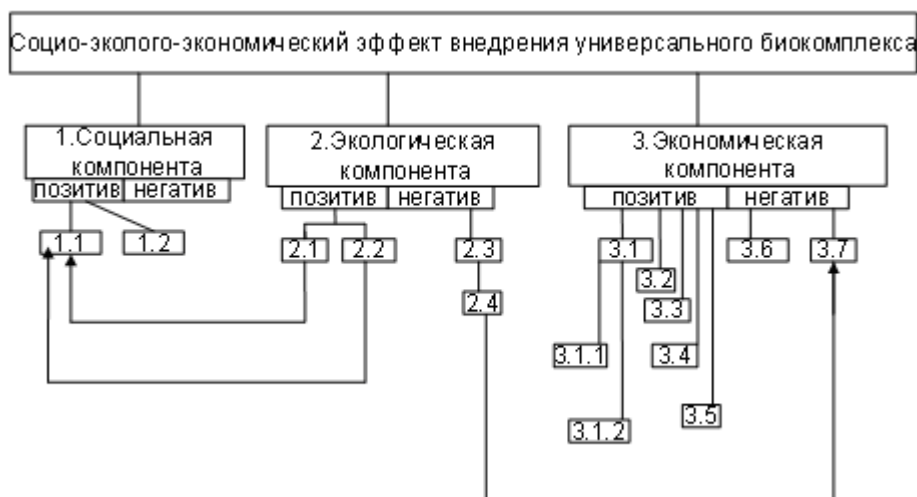 Социо-эколого-экономический эффект внедрения универсального биокомплекса
1.Социальная
компонента
позитив негатив
2.Экологическая
компонента
позитив негатив
3.Экономическая
компонента
позитив негатив
1.1 1.2 2.1 2.2 2.3 3.1 3.6 3.7
3.2
2.4 3.3
3.1.1 3.4
3.5
3.1.2